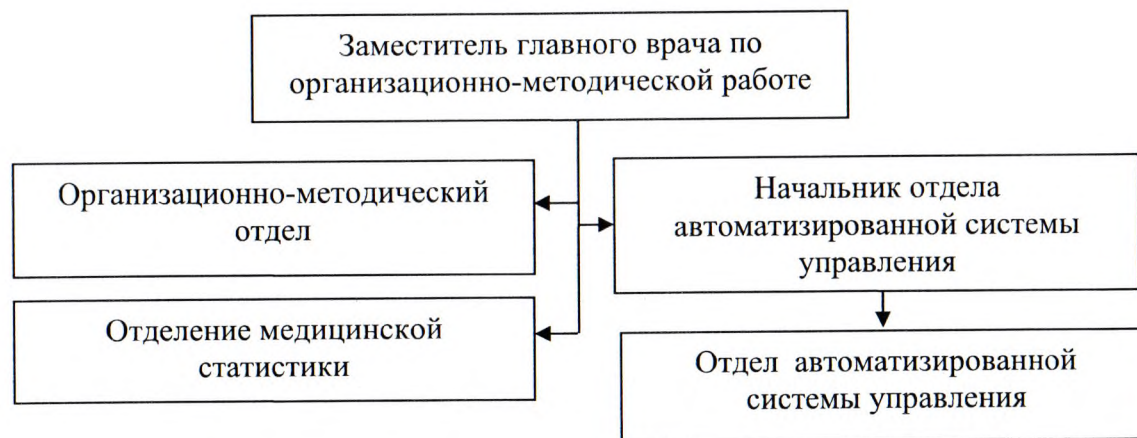 Заместитель главного врача по
организационно-методической работе
Организационно-методический
отдел
Начальник отдела
автоматизированной системы
управления
Отделение медицинской
статистики
Отдел автоматизированной
системы управления